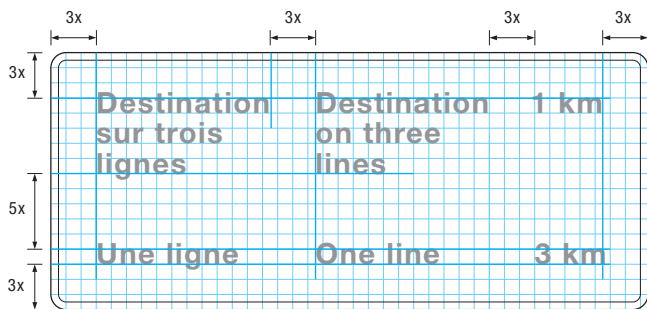 3x 3x 3x 3x
3x
Destination Destination 1 km
sur trois on three
lignes lines
5x
Une ligne One line 3 km
3x